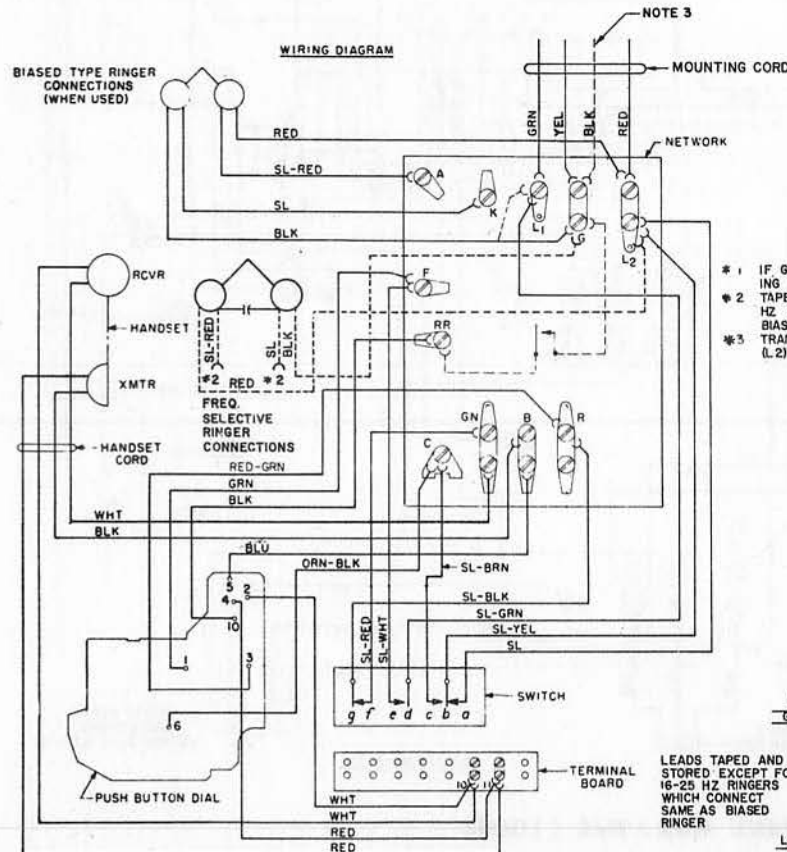 NOTE 3
WIRING DIAGRAM
BIASED TYPE RINGER
CONNECTIONS
(WHEN USED)
MOUNTING CORD
GRN
YEL
BLK
RED
NETWORK
RED
SL-RED
A
SL
K
BLK
L1
G
L2
RCVR
F
HANDSET
SL-RED
SL
BLK
*2
RED
*2
RR
XMTR
FREQ.
SELECTIVE
RINGER
CONNECTIONS
* 1 IF G
ING
* 2 TAPE
HZ
BIAS
*3 TRAN
(L2)
GN
B
R
C
HANDSET
CORD
RED-GRN
GRN
BLK
WHT
BLK
BLU
ORN-BLK
SL-BRN
5
2
4
10
1
3
6
SL-BLK
SL-GRN
SL-YEL
SL
SL-RED
SL-WHT
SWITCH
g f e d c b a
TERMINAL
BOARD
10
11
PUSH BUTTON DIAL
WHT
WHT
RED
RED
G
LEADS TAPED AND
STORED EXCEPT FO
16-25 HZ RINGERS
WHICH CONNECT
SAME AS BIASED
RINGER
L